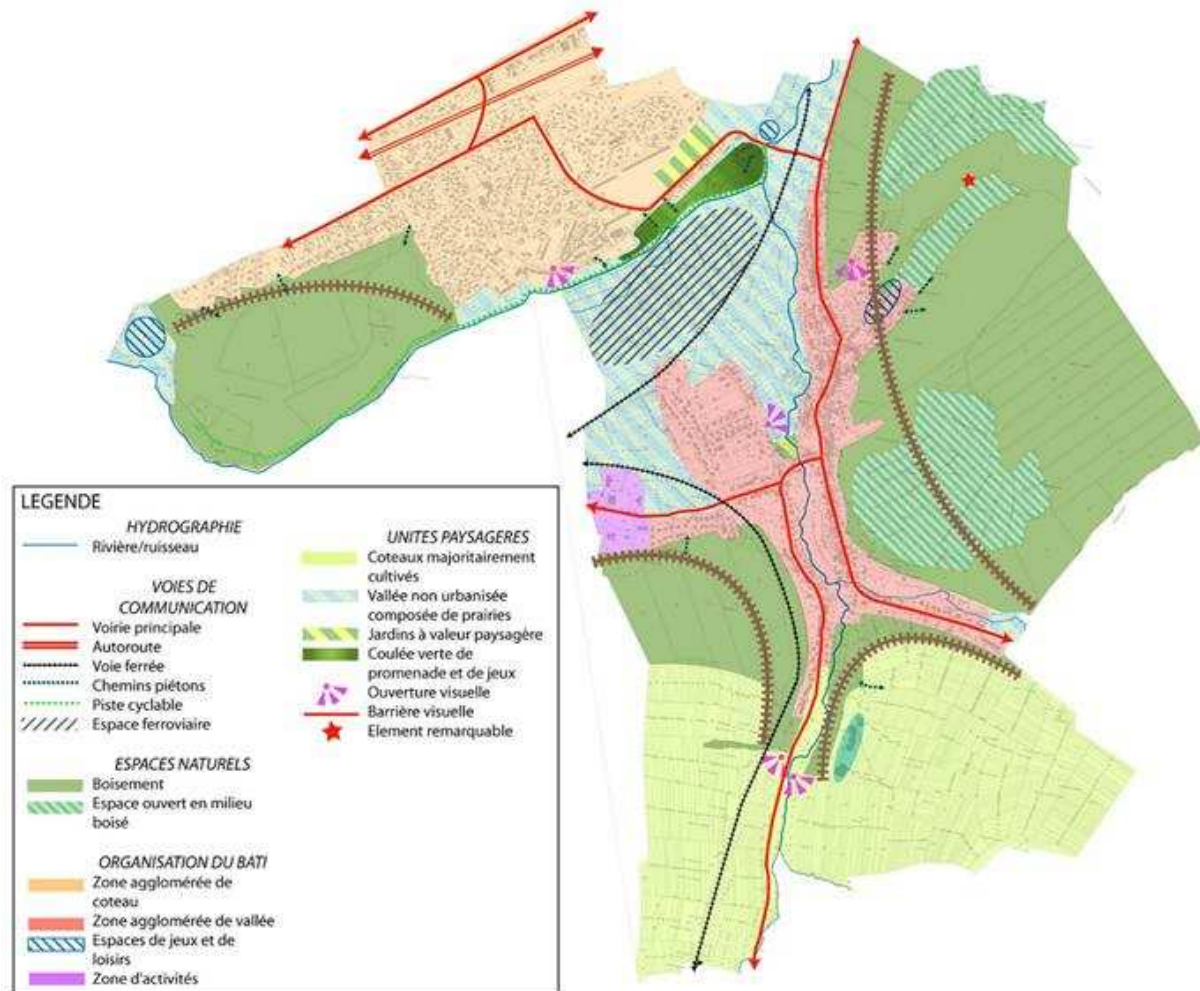 LEGENDE
HYDROGRAPHIE
Rivière/ruisseau
VOIES DE
COMMUNICATION
Voirie principale
Autoroute
Voie ferrée
Chemins piétons
Piste cyclable
Espace ferroviaire
ESPACES NATURELS
Boisement
Espace ouvert en milieu
boisé
ORGANISATION DU BATI
Zone agglomérée de
coteau
Zone agglomérée de vallée
Espaces de jeux et de
loisirs
Zone d'activités
UNITES PAYSAGERES
Coteaux majoritairement
cultivés
Vallée non urbanisée
composée de prairies
Jardins à valeur paysagère
Coulée verte de
promenade et de jeux
Ouverture visuelle
Barrière visuelle
Element remarquable